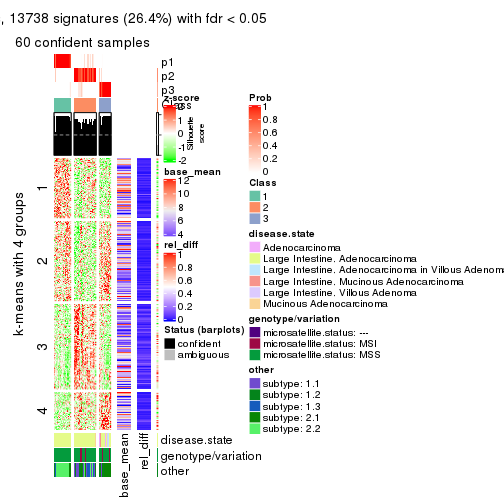 , 13738 signatures (26.4%) with fdr < 0.05
60 confident samples
p1
p2
p3
Class
z-score
2
1
0
-1
-2
Silhouette
score
base_mean
12
10
8
6
4
rel_diff
1
0.8
0.6
0.4
0.2
0
Status (barplots)
confident
ambiguous
Prob
1
0.8
0.6
0.4
0.2
0
Class
1
2
3
disease.state
Adenocarcinoma
Large Intestine. Adenocarcinoma
Large Intestine. Adenocarcinoma in Villous Adenom
Large Intestine. Mucinous Adenocarcinoma
Large Intestine. Villous Adenoma
Mucinous Adenocarcinoma
genotype/variation
microsatellite.status: ---
microsatellite.status: MSI
microsatellite.status: MSS
other
subtype: 1.1
subtype: 1.2
subtype: 1.3
subtype: 2.1
subtype: 2.2
k-means with 4 groups
1
2
3
4
base_mean
rel_diff
disease.state
genotype/variation
other